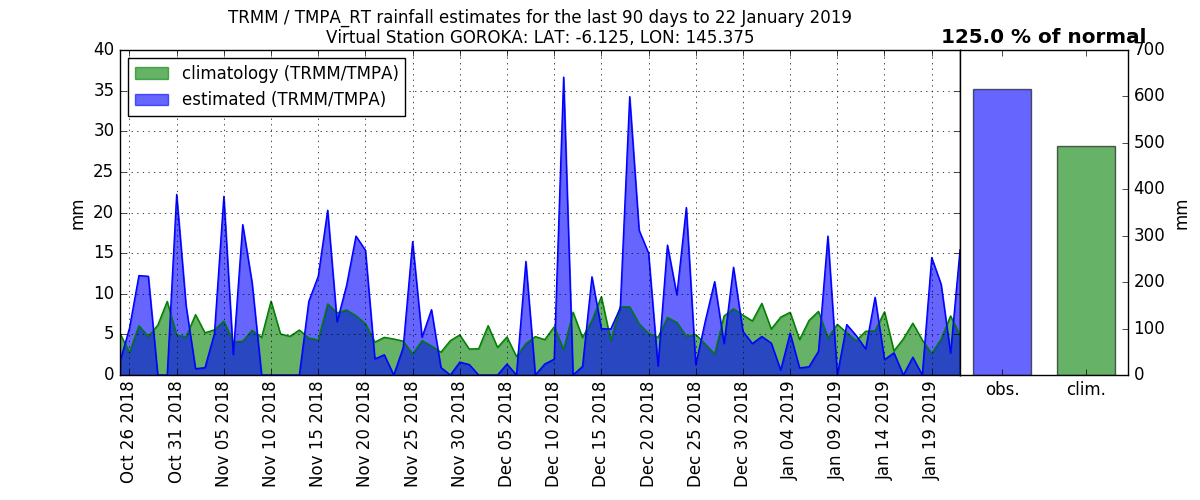 TRMM / TMPA_RT rainfall estimates for the last 90 days to 22 January 2019
Virtual Station GOROKA: LAT: -6.125, LON: 145.375
125.0 % of normal
climatology (TRMM/TMPA)
estimated (TRMM/TMPA)
mm
40
35
30
25
20
15
10
5
0
Oct 26 2018
Oct 31 2018
Nov 05 2018
Nov 10 2018
Nov 15 2018
Nov 20 2018
Nov 25 2018
Nov 30 2018
Dec 05 2018
Dec 10 2018
Dec 15 2018
Dec 20 2018
Dec 25 2018
Dec 30 2018
Jan 04 2019
Jan 09 2019
Jan 14 2019
Jan 19 2019
700
600
500
400
300
200
100
0
mm
obs.
clim.